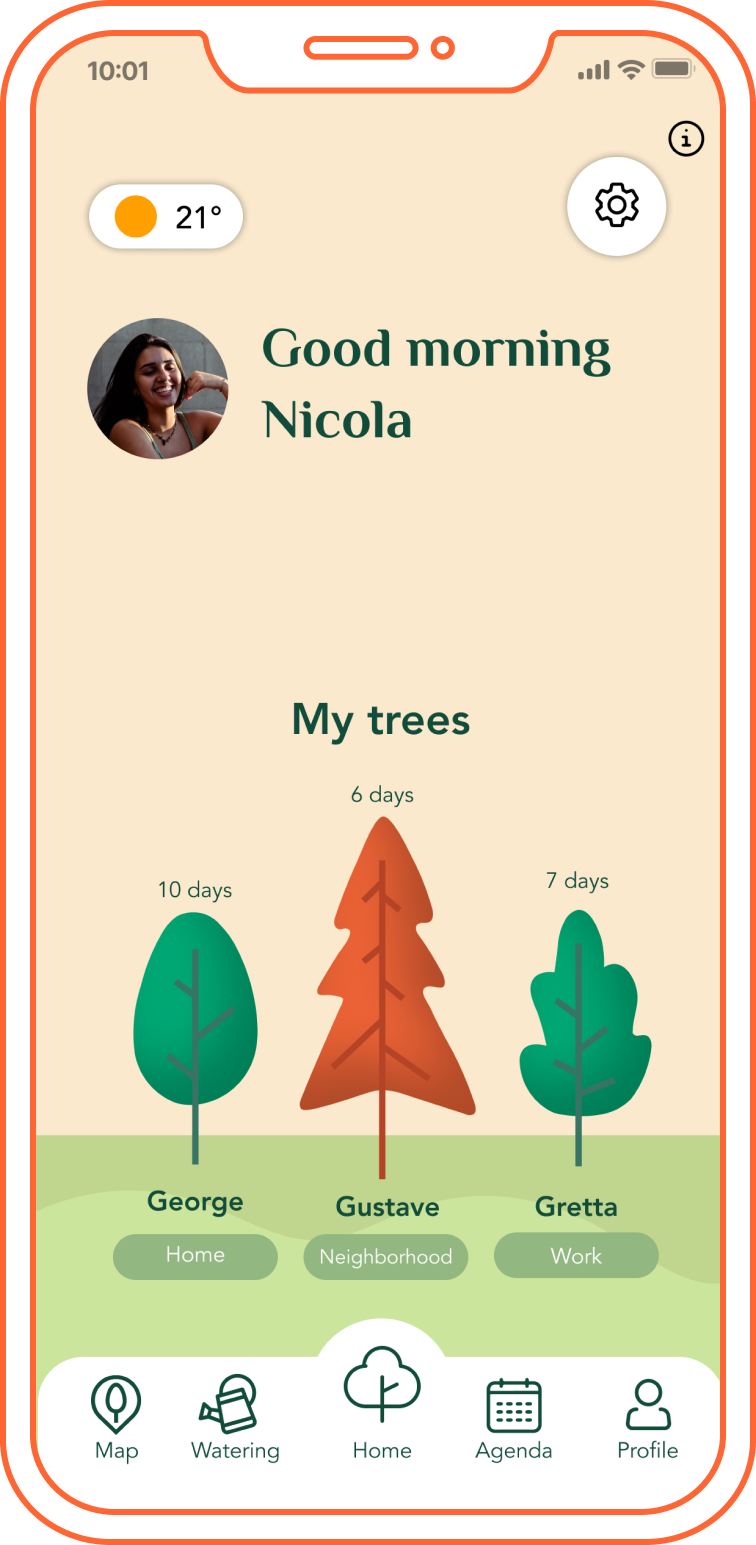 10:01
21°
Good morning
Nicola
My trees
6 days
10 days
7 days
George
Gustave
Gretta
Home
Neighborhood
Work
Map
Watering
Home
Agenda
Profile